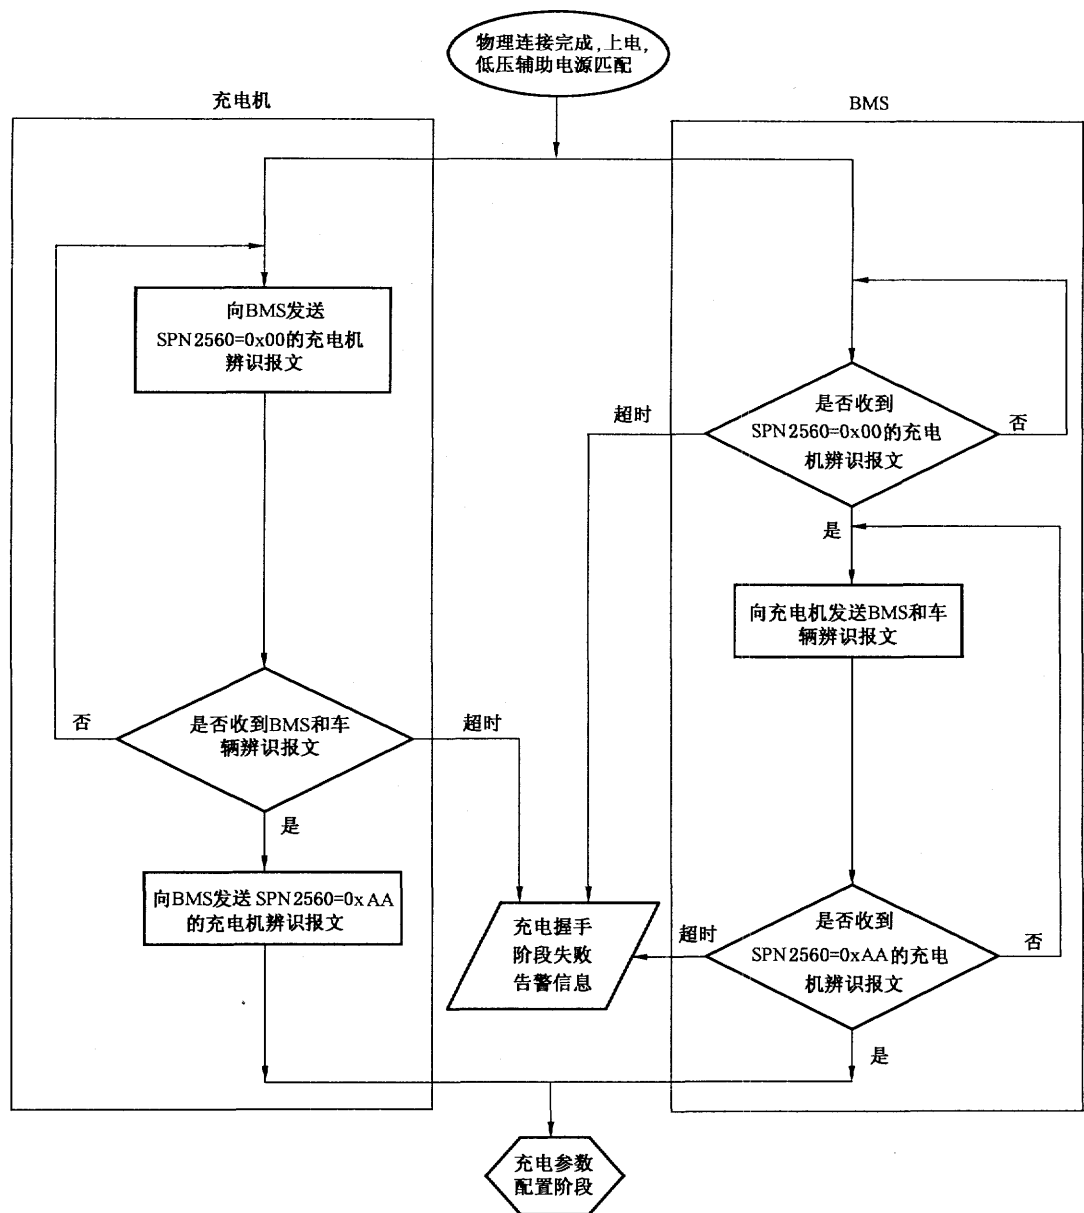 物理连接完成,上电,
低压辅助电源匹配
充电机
BMS
向BMS发送
SPN2560=0x00的充电机
辨识报文
是否收到
SPN2560=0x00的充电
机辨识报文
超时
否
是
向充电机发送BMS和车
辆辨识报文
是否收到BMS和车
辆辨识报文
否
超时
是
向BMS发送 SPN2560=0xAA
的充电机辨识报文
充电握手
阶段失败
告警信息
超时
是否收到
SPN2560=0xAA的充电
机辨识报文
否
是
充电参数
配置阶段